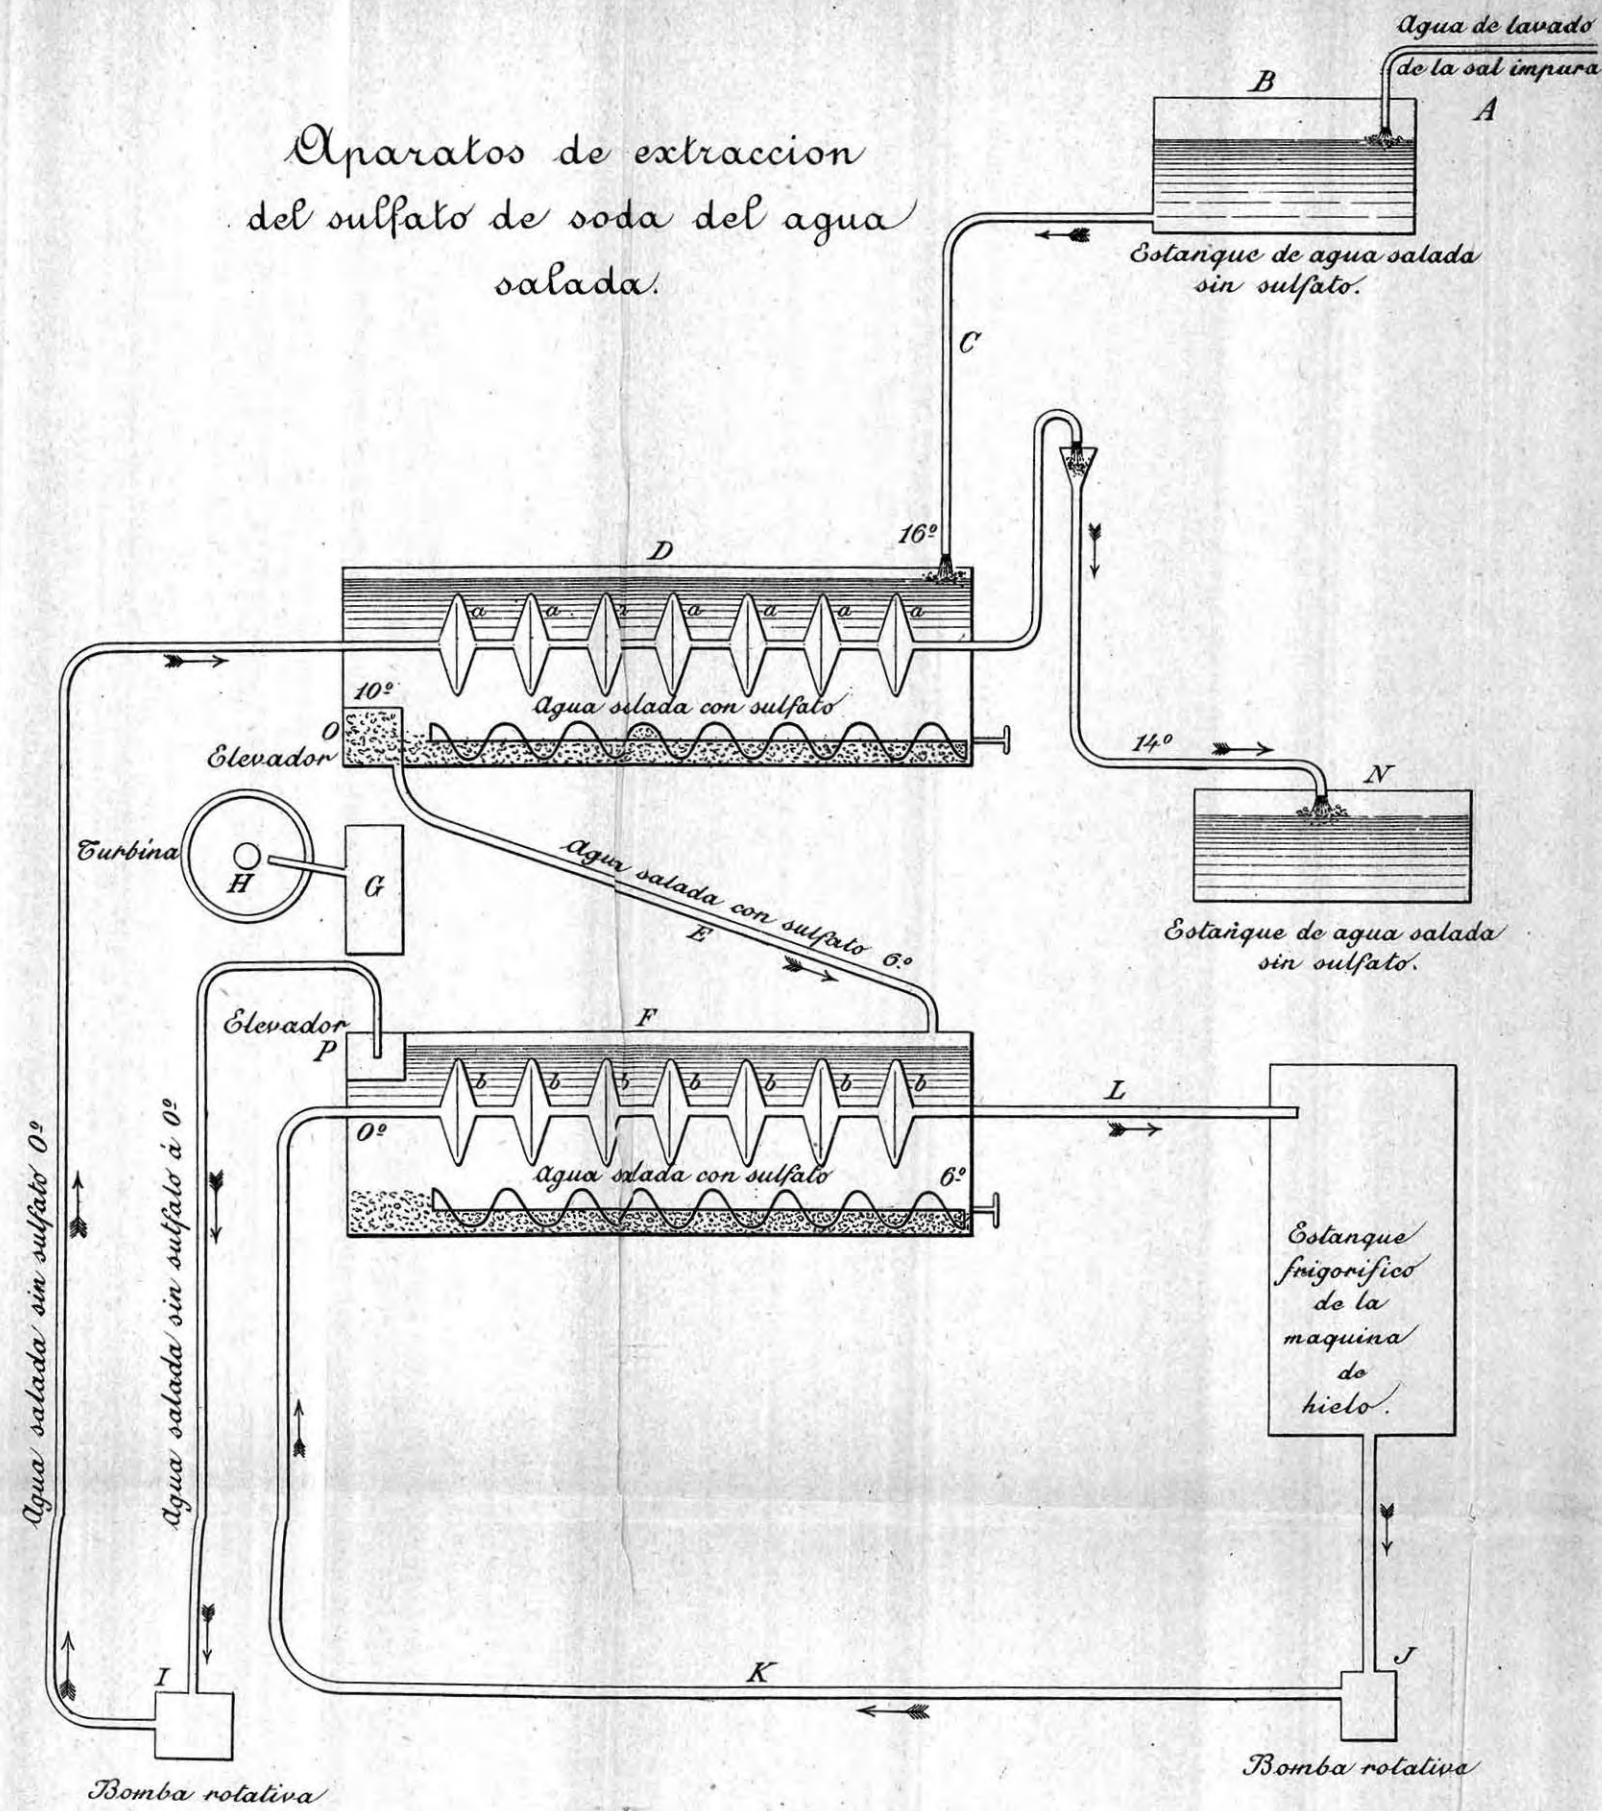 Agua de lavado
de la sal impura
A
B
Aparatos de extraccion
del sulfato de soda del agua
salada.
Estanque de agua salada
sin sulfato.
C
16º
D
a a a a a a a
10º
Agua salada con sulfato
O
Elevador
14º
N
Turbina
H
G
Agua salada con sulfato 6º
E
Estanque de agua salada
sin sulfato.
Elevador
P
F
b b b b b b b
L
0º
Agua salada con sulfato
6º
Agua salada sin sulfato 0º
Agua salada sin sulfato á 0º
Estanque
frigorifico
de la
maquina
de
hielo.
I
K
J
Bomba rotativa
Bomba rotativa